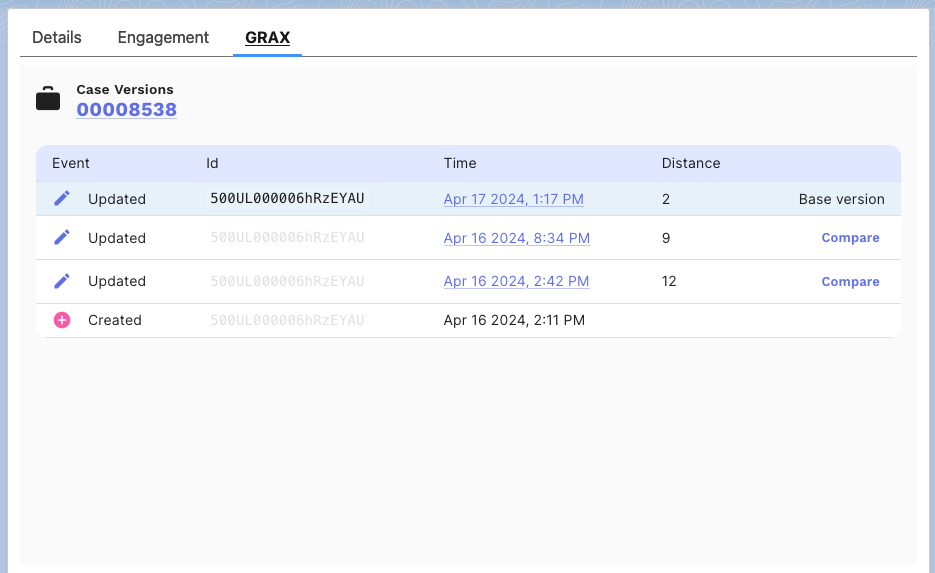 Details Engagement GRAX
Case Versions
00008538
Event Id Time Distance
Updated 500UL000006hRzEYAU Apr 17 2024, 1:17 PM 2 Base version
Updated 500UL000006hRzEYAU Apr 16 2024, 8:34 PM 9 Compare
Updated 500UL000006hRzEYAU Apr 16 2024, 2:42 PM 12 Compare
Created 500UL000006hRzEYAU Apr 16 2024, 2:11 PM